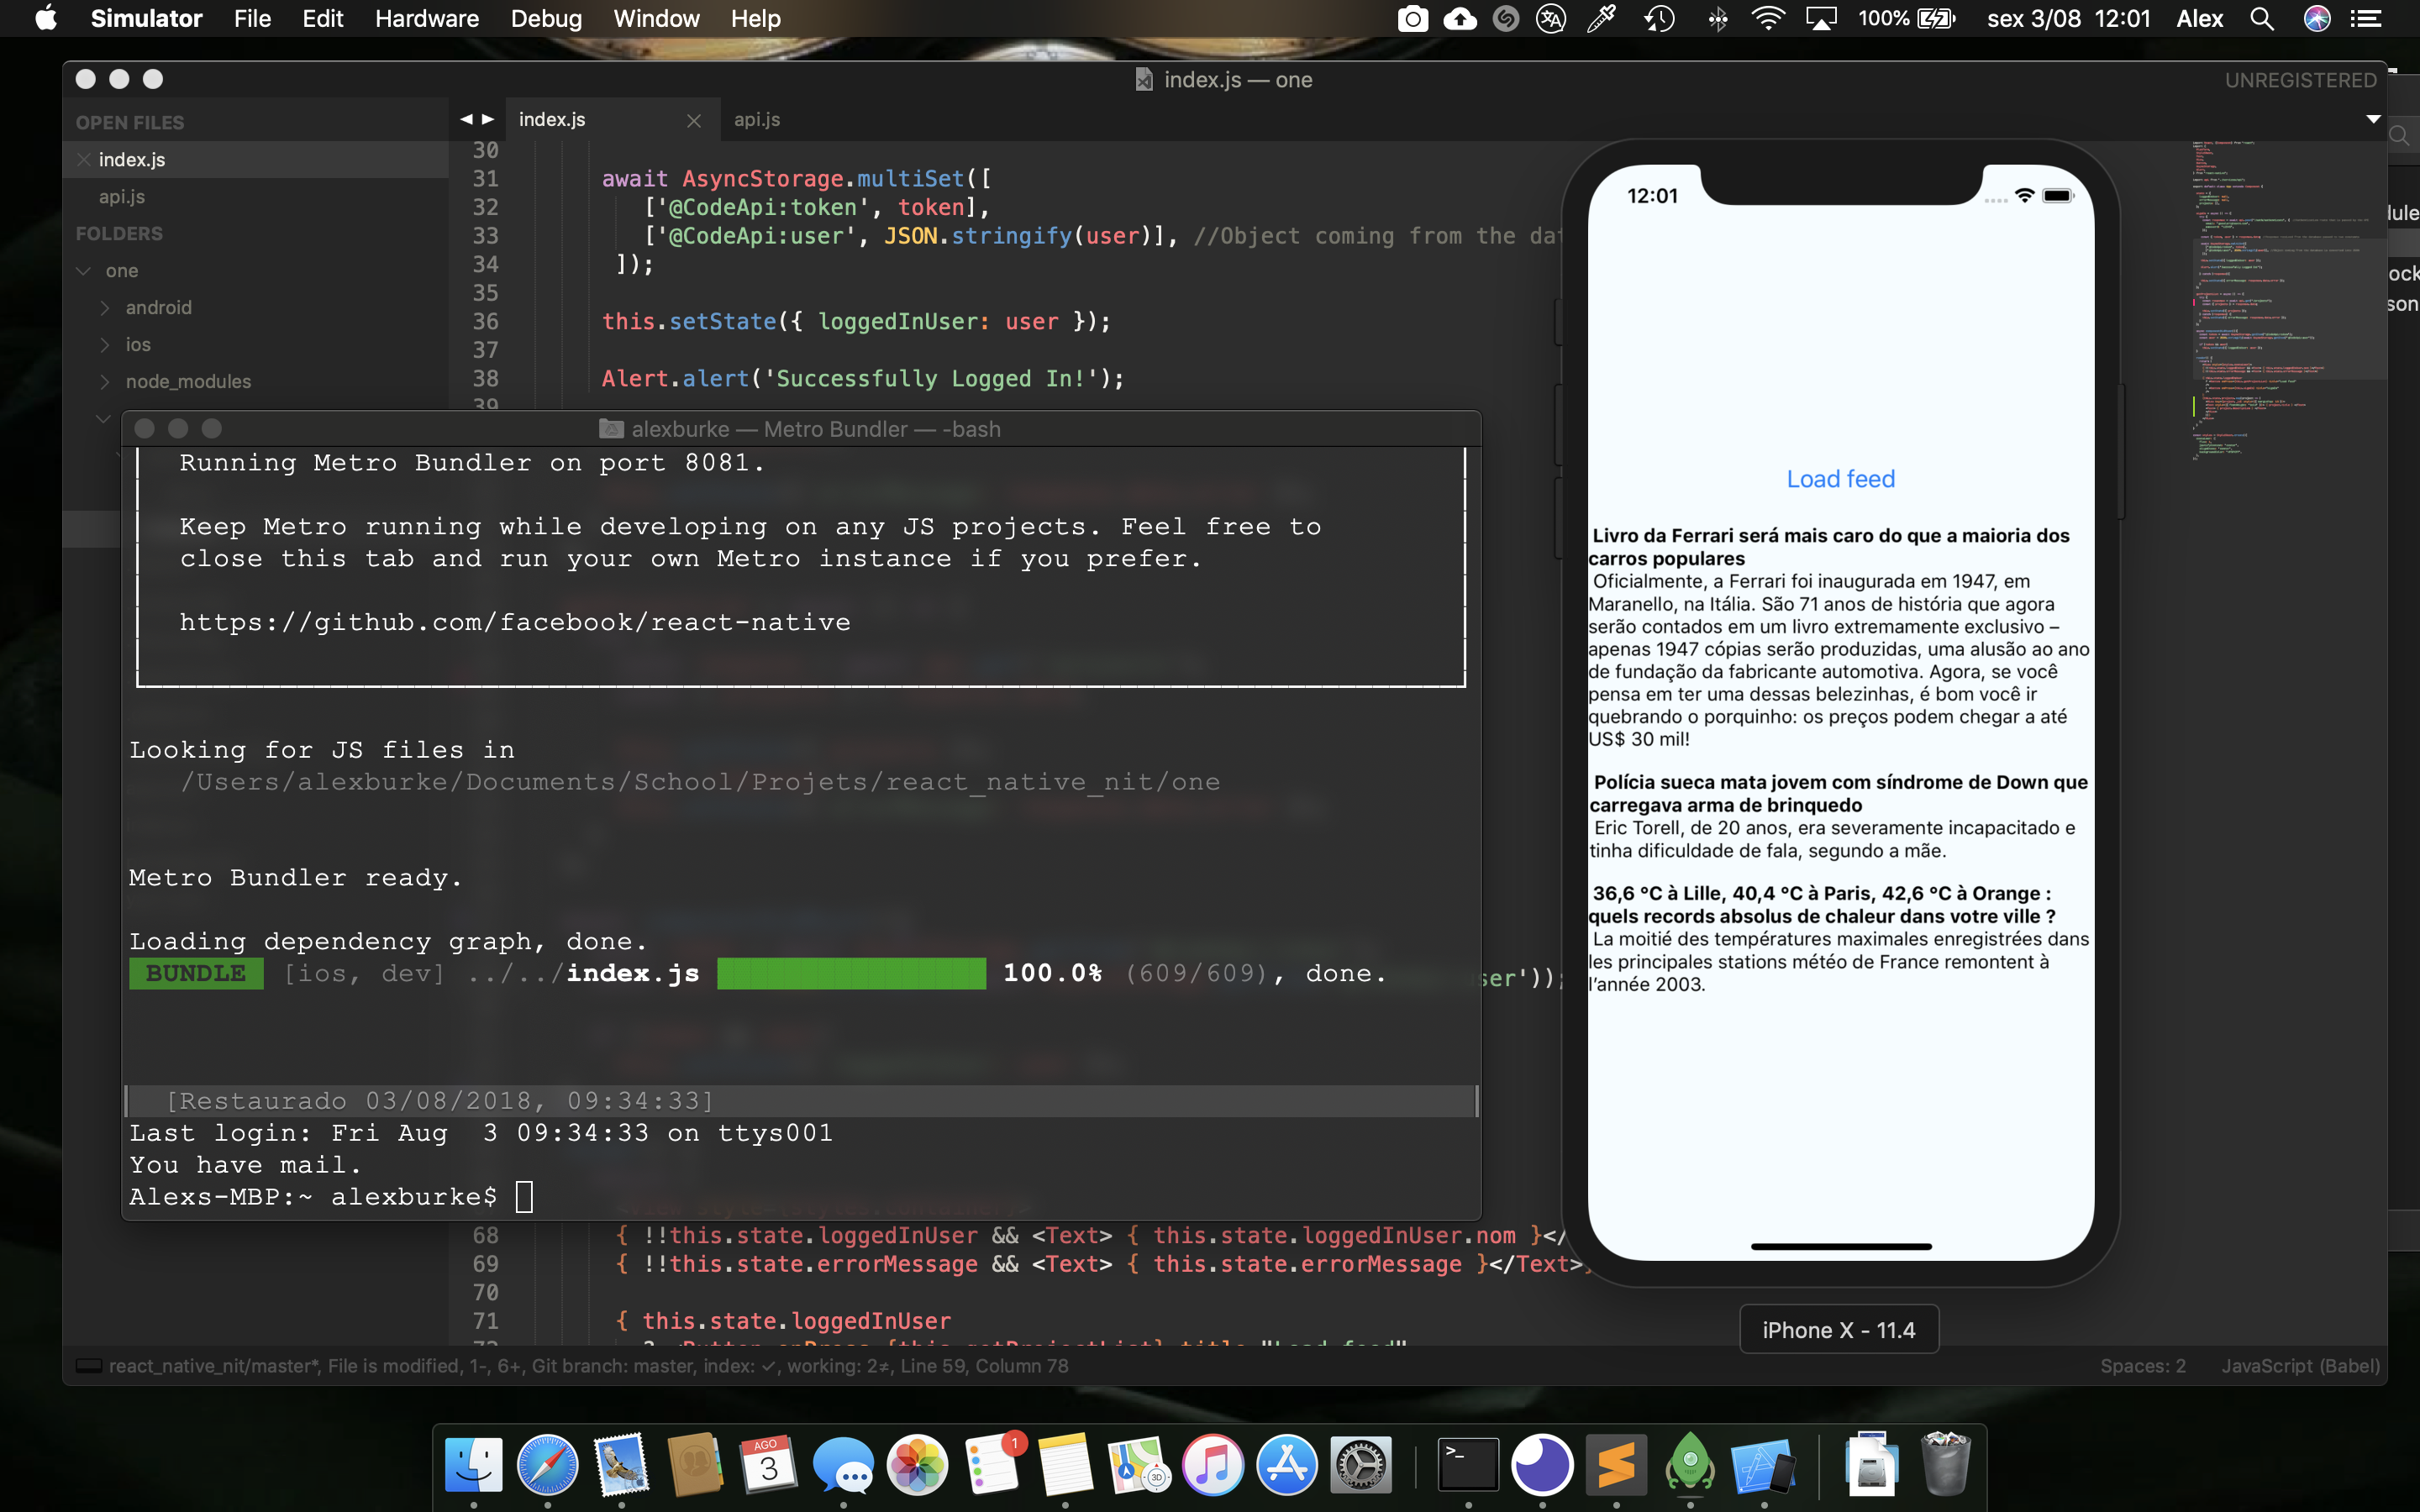 Simulator File Edit Hardware Debug Window Help 100% sex 3/08 12:01 Alex
index.js — one UNREGISTERED
OPEN FILES
index.js
api.js
FOLDERS
one
android
ios
node_modules
index.js api.js
30
31 await AsyncStorage.multiSet([
32 ['@CodeApi:token', token],
33 ['@CodeApi:user', JSON.stringify(user)], //Object coming from the dat
34 ]);
35
36 this.setState({ loggedInUser: user });
37
38 Alert.alert('Successfully Logged In!');
39
alexburke — Metro Bundler — -bash
Running Metro Bundler on port 8081.
Keep Metro running while developing on any JS projects. Feel free to
close this tab and run your own Metro instance if you prefer.
https://github.com/facebook/react-native
Looking for JS files in
/Users/alexburke/Documents/School/Projets/react_native_nit/one
Metro Bundler ready.
Loading dependency graph, done.
BUNDLE [ios, dev] ../../index.js 100.0% (609/609), done.
[Restaurado 03/08/2018, 09:34:33]
Last login: Fri Aug  3 09:34:33 on ttys001
You have mail.
Alexs-MBP:~ alexburke$
ser'));
68 { !!this.state.loggedInUser && <Text> { this.state.loggedInUser.nom }</
69 { !!this.state.errorMessage && <Text> { this.state.errorMessage }</Text>
70
71 { this.state.loggedInUser
72 ? <Button onPress={this.getProjectList} title="Load feed"
12:01
Load feed
Livro da Ferrari será mais caro do que a maioria dos
carros populares
Oficialmente, a Ferrari foi inaugurada em 1947, em
Maranello, na Itália. São 71 anos de história que agora
serão contados em um livro extremamente exclusivo –
apenas 1947 cópias serão produzidas, uma alusão ao ano
de fundação da fabricante automotiva. Agora, se você
pensa em ter uma dessas belezinhas, é bom você ir
quebrando o porquinho: os preços podem chegar a até
US$ 30 mil!
Polícia sueca mata jovem com síndrome de Down que
carregava arma de brinquedo
Eric Torell, de 20 anos, era severamente incapacitado e
tinha dificuldade de fala, segundo a mãe.
36,6 °C à Lille, 40,4 °C à Paris, 42,6 °C à Orange :
quels records absolus de chaleur dans votre ville ?
La moitié des températures maximales enregistrées dans
les principales stations météo de France remontent à
l’année 2003.
iPhone X - 11.4
dule
ock
son
react_native_nit/master*, File is modified, 1-, 6+, Git branch: master, index: ✓, working: 2≠, Line 59, Column 78 Spaces: 2 JavaScript (Babel)
AGO
3
1
3D
>_